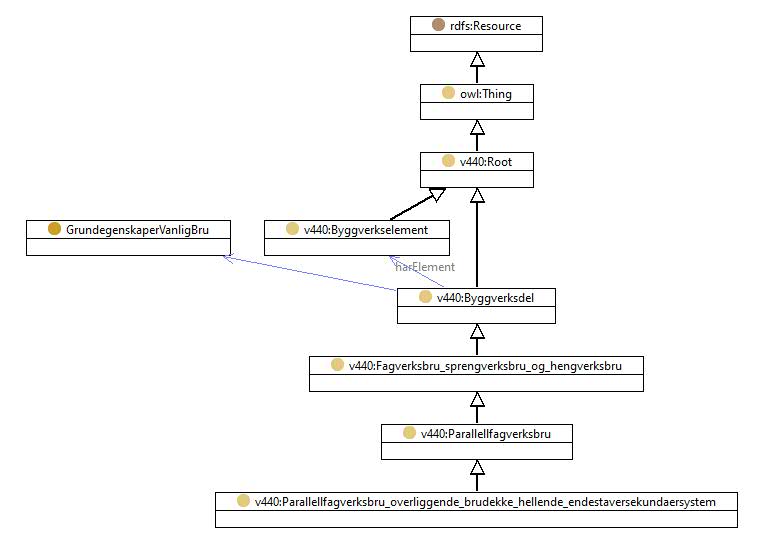 rdfs:Resource
owl:Thing
v440:Root
GrundegenskaperVanligBru
v440:Byggverkselement
harElement
v440:Byggverksdel
v440:Fagverksbru_sprengverksbru_og_hengverksbru
v440:Parallellfagverksbru
v440:Parallellfagverksbru_overliggende_brudekke_hellende_endestaversekundaersystem